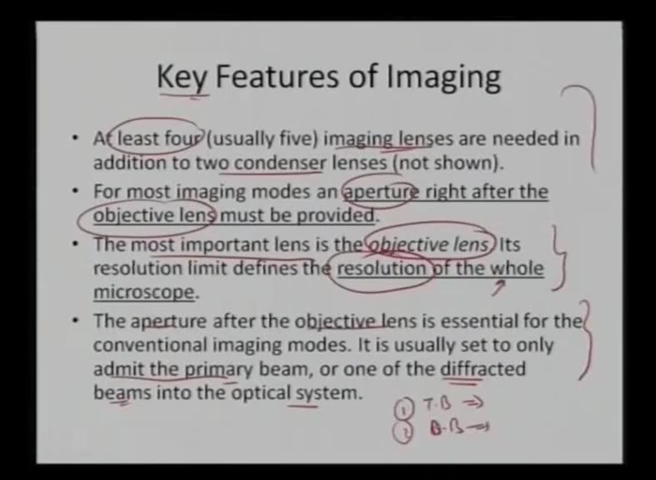 Key Features of Imaging
• At least four (usually five) imaging lenses are needed in
addition to two condenser lenses (not shown).
• For most imaging modes an aperture right after the
objective lens must be provided.
• The most important lens is the objective lens. Its
resolution limit defines the resolution of the whole
microscope.
• The aperture after the objective lens is essential for the
conventional imaging modes. It is usually set to only
admit the primary beam, or one of the diffracted
beams into the optical system.
1 T.B ⇒
2 D.B ⇒